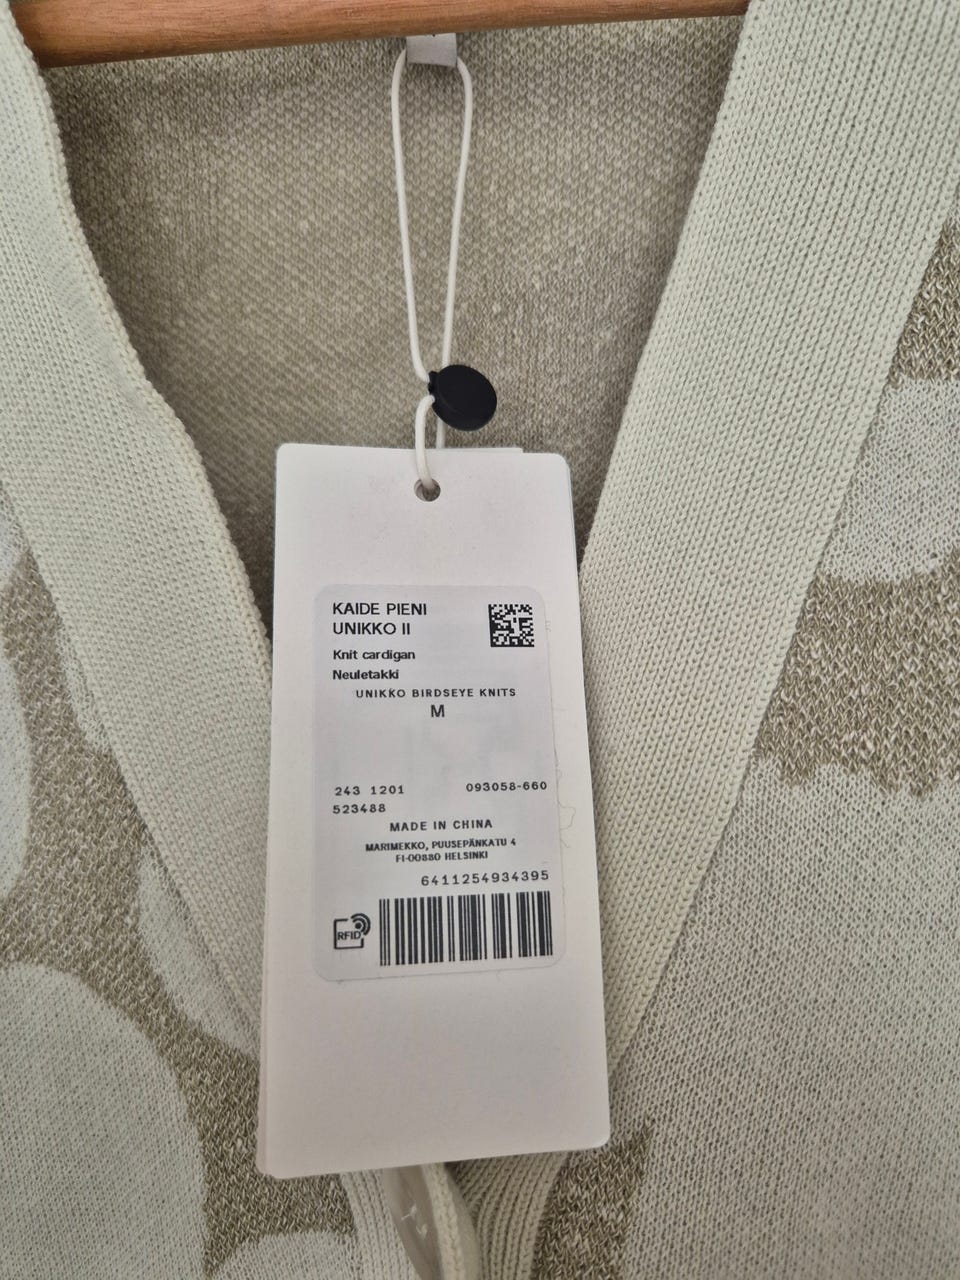 KAIDE PIENI
UNIKKO II
Knit cardigan
Neuletakki
UNIKKO BIRDSEYE KNITS
M
243 1201 093058-660
523488
MADE IN CHINA
MARIMEKKO, PUUSEPÄNKATU 4
FI-00880 HELSINKI
6411254934395
RFID